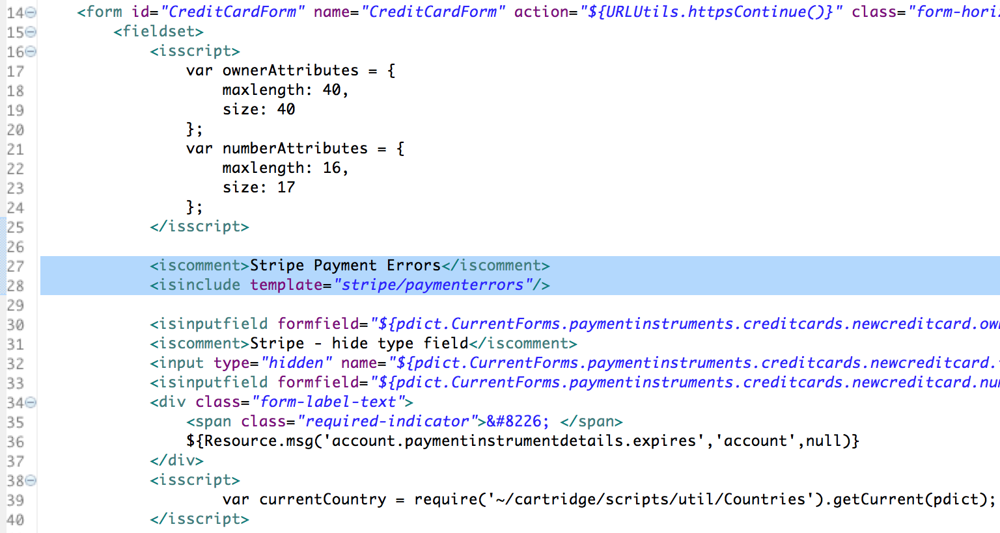 14 <form id="CreditCardForm" name="CreditCardForm" action="${URLUtils.httpsContinue()}" class="form-hori
15 <fieldset>
16 <isscript>
17 var ownerAttributes = {
18 maxlength: 40,
19 size: 40
20 };
21 var numberAttributes = {
22 maxlength: 16,
23 size: 17
24 };
25 </isscript>
26
27 <iscomment>Stripe Payment Errors</iscomment>
28 <isinclude template="stripe/paymenterrors"/>
29
30 <isinputfield formfield="${pdict.CurrentForms.paymentinstruments.creditcards.newcreditcard.ow
31 <iscomment>Stripe - hide type field</iscomment>
32 <input type="hidden" name="${pdict.CurrentForms.paymentinstruments.creditcards.newcreditcard.
33 <isinputfield formfield="${pdict.CurrentForms.paymentinstruments.creditcards.newcreditcard.nu
34 <div class="form-label-text">
35 <span class="required-indicator">&#8226; </span>
36 ${Resource.msg('account.paymentinstrumentdetails.expires','account',null)}
37 </div>
38 <isscript>
39 var currentCountry = require('~/cartridge/scripts/util/Countries').getCurrent(pdict);
40 </isscript>